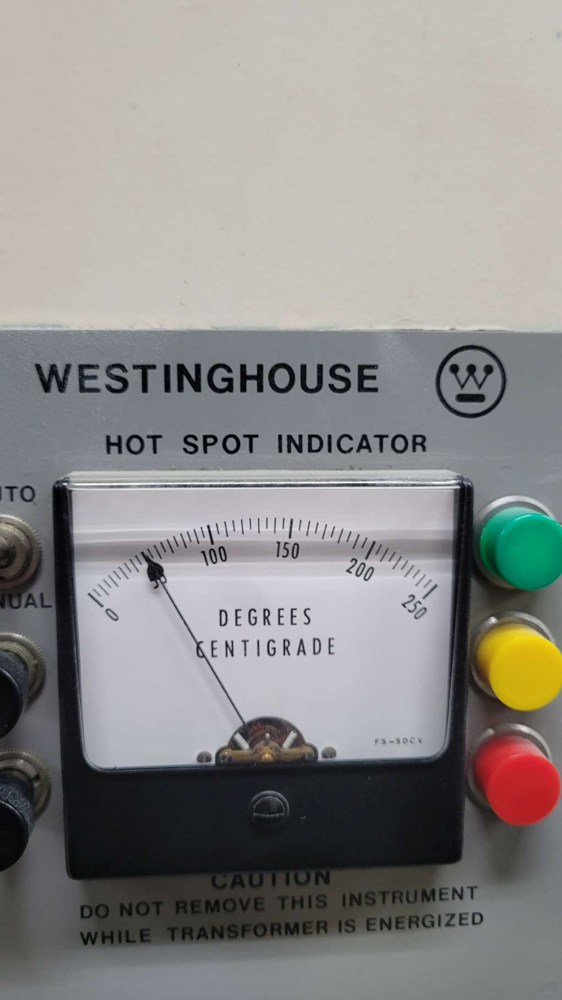 WESTINGHOUSE
HOT SPOT INDICATOR
UTO
NUAL
0 50 100 150 200 250
DEGREES
CENTIGRADE
F.S.-5DCV
CAUTION
DO NOT REMOVE THIS INSTRUMENT
WHILE TRANSFORMER IS ENERGIZED